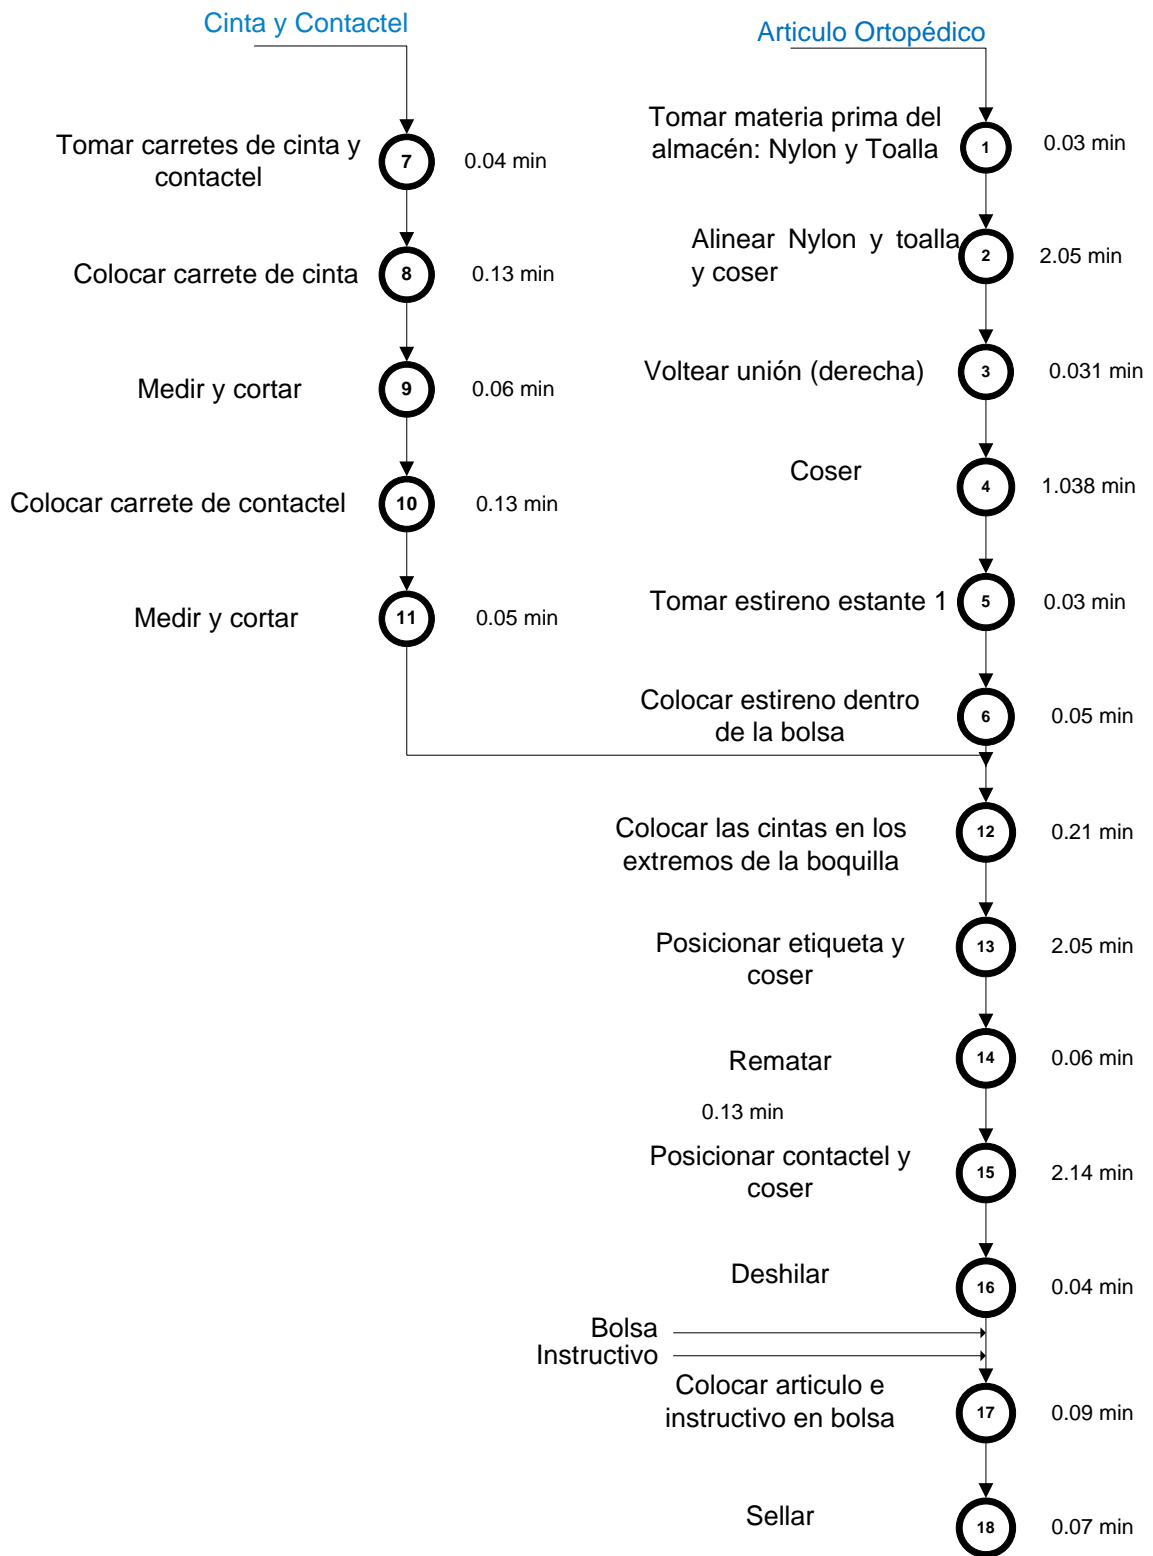 Cinta y Contactel
Tomar carretes de cinta y
contactel
7
0.04 min
Colocar carrete de cinta
8
0.13 min
Medir y cortar
9
0.06 min
Colocar carrete de contactel
10
0.13 min
Medir y cortar
11
0.05 min
Articulo Ortopédico
Tomar materia prima del
almacén: Nylon y Toalla
1
0.03 min
Alinear Nylon y toalla
y coser
2
2.05 min
Voltear unión (derecha)
3
0.031 min
Coser
4
1.038 min
Tomar estireno estante 1
5
0.03 min
Colocar estireno dentro
de la bolsa
6
0.05 min
Colocar las cintas en los
extremos de la boquilla
12
0.21 min
Posicionar etiqueta y
coser
13
2.05 min
Rematar
14
0.06 min
0.13 min
Posicionar contactel y
coser
15
2.14 min
Deshilar
16
0.04 min
Bolsa
Instructivo
Colocar articulo e
instructivo en bolsa
17
0.09 min
Sellar
18
0.07 min